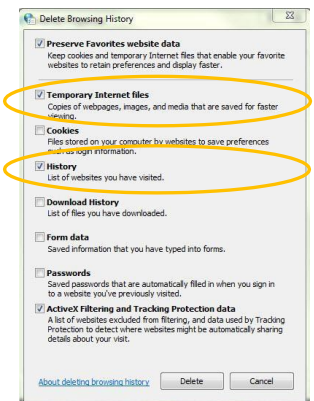 Delete Browsing History
Preserve Favorites website data
Keep cookies and temporary Internet files that enable your favorite
websites to retain preferences and display faster.
Temporary Internet files
Copies of webpages, images, and media that are saved for faster
viewing.
Cookies
Files stored on your computer by websites to save preferences
such as login information.
History
List of websites you have visited.
Download History
List of files you have downloaded.
Form data
Saved information that you have typed into forms.
Passwords
Saved passwords that are automatically filled in when you sign in
to a website you've previously visited.
ActiveX Filtering and Tracking Protection data
A list of websites excluded from filtering, and data used by Tracking
Protection to detect where websites might be automatically sharing
details about your visit.
About deleting browsing history Delete Cancel